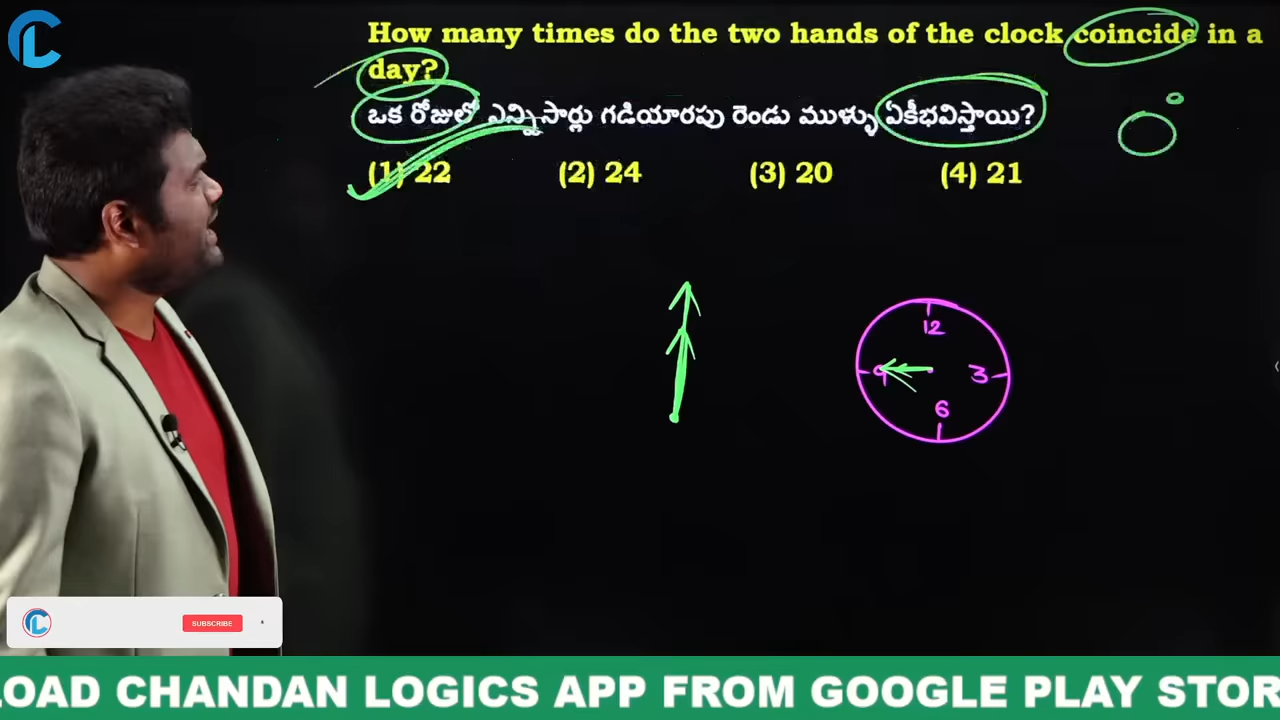 How many times do the two hands of the clock coincide in a
day?
ఒక రోజులో ఎన్నిసార్లు గడియారపు రెండు ముళ్ళు ఏకీభవిస్తాయి?
(1) 22 (2) 24 (3) 20 (4) 21
12
9 3
6
SUBSCRIBE
LOAD CHANDAN LOGICS APP FROM GOOGLE PLAY STOR